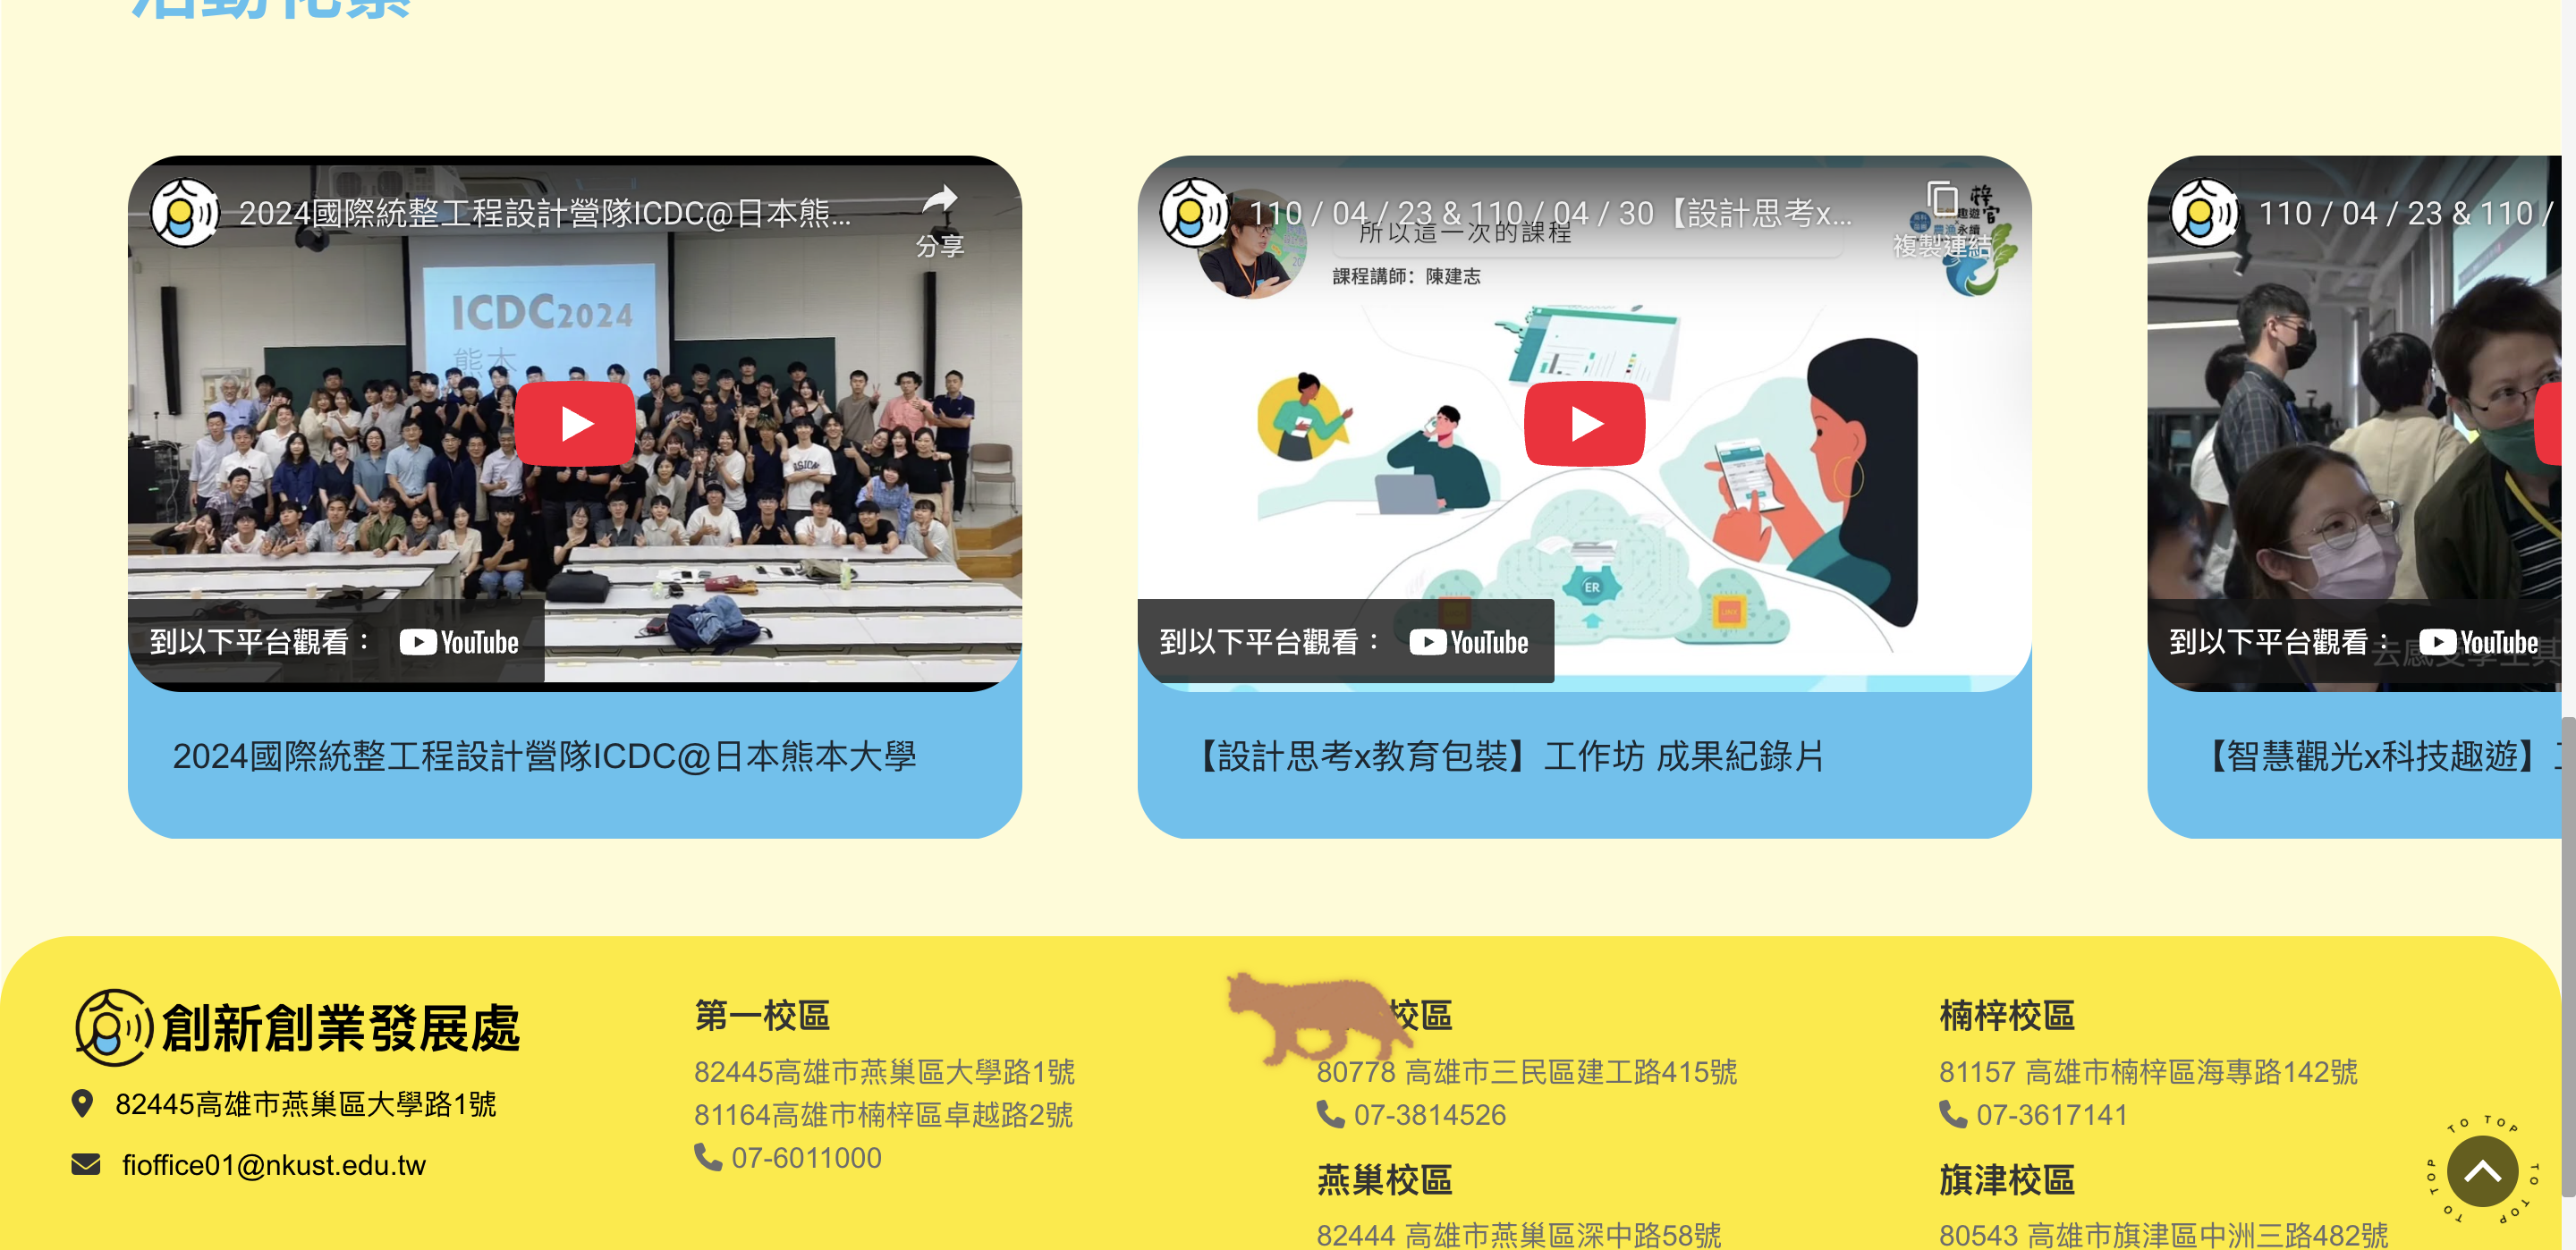 活動花絮
2024國際統整工程設計營隊ICDC@日本熊...
分享
ICDC2024
熊本
到以下平台觀看： YouTube
2024國際統整工程設計營隊ICDC@日本熊本大學
110 / 04 / 23 & 110 / 04 / 30【設計思考x...
複製連結
所以這一次的課程
課程講師：陳建志
ER
到以下平台觀看： YouTube
【設計思考x教育包裝】工作坊 成果紀錄片
110 / 04 / 23 & 110 /
到以下平台觀看： YouTube
【智慧觀光x科技趣遊】
創新創業發展處
82445高雄市燕巢區大學路1號
fioffice01@nkust.edu.tw
第一校區
82445高雄市燕巢區大學路1號
81164高雄市楠梓區卓越路2號
07-6011000
校區
80778 高雄市三民區建工路415號
07-3814526
燕巢校區
82444 高雄市燕巢區深中路58號
楠梓校區
81157 高雄市楠梓區海專路142號
07-3617141
旗津校區
80543 高雄市旗津區中洲三路482號
TO TOP TO TOP TO TOP